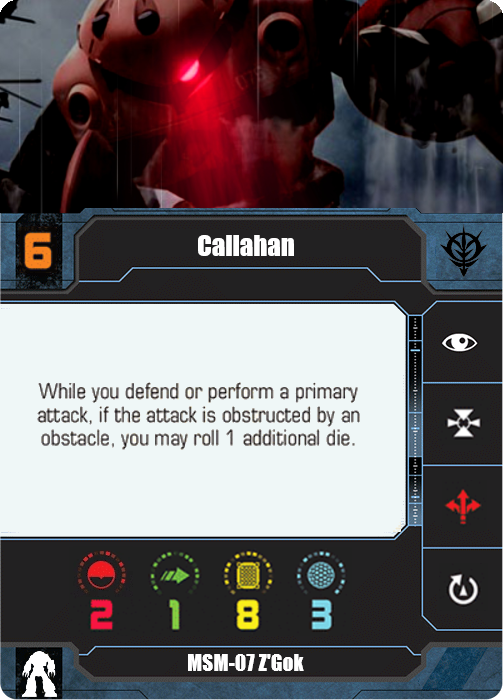 6
Callahan
While you defend or perform a primary
attack, if the attack is obstructed by an
obstacle, you may roll 1 additional die.
2 1 8 3
MSM-07 Z'Gok